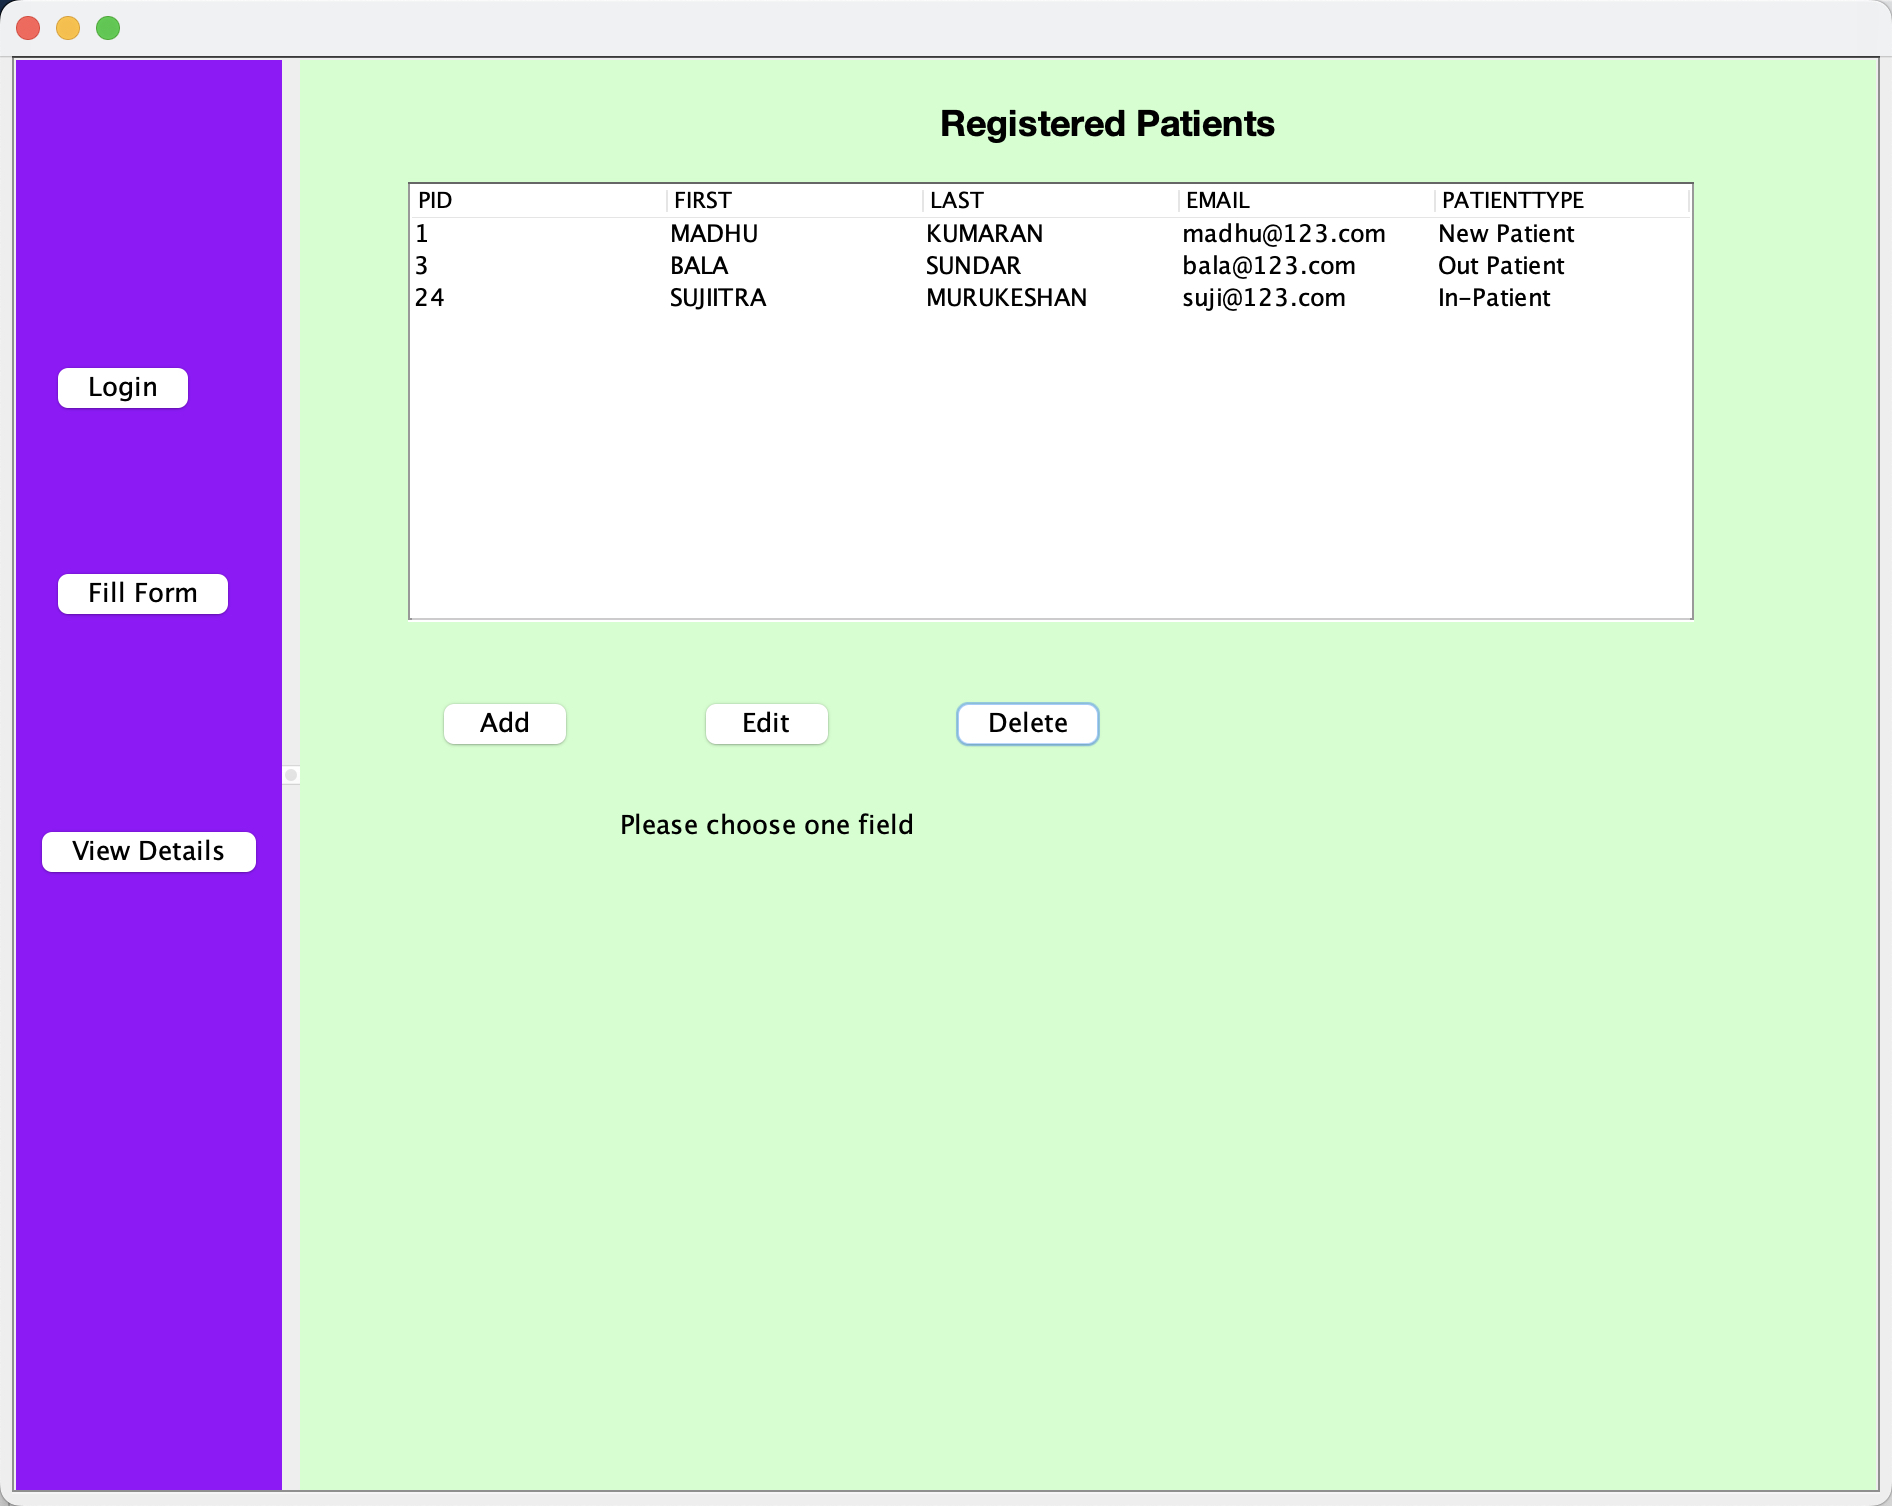 Registered Patients
PID FIRST LAST EMAIL PATIENTTYPE
1 MADHU KUMARAN madhu@123.com New Patient
3 BALA SUNDAR bala@123.com Out Patient
24 SUJIITRA MURUKESHAN suji@123.com In-Patient
Login
Fill Form
Add Edit Delete
Please choose one field
View Details